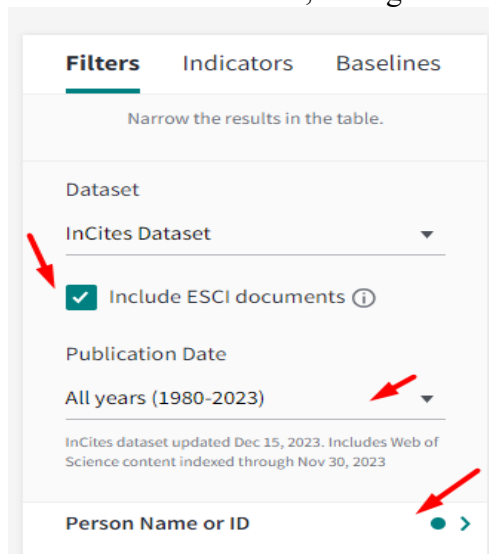 Filters Indicators Baselines
Narrow the results in the table.
Dataset
InCites Dataset
Include ESCI documents
Publication Date
All years (1980-2023)
InCites dataset updated Dec 15, 2023. Includes Web of
Science content indexed through Nov 30, 2023
Person Name or ID